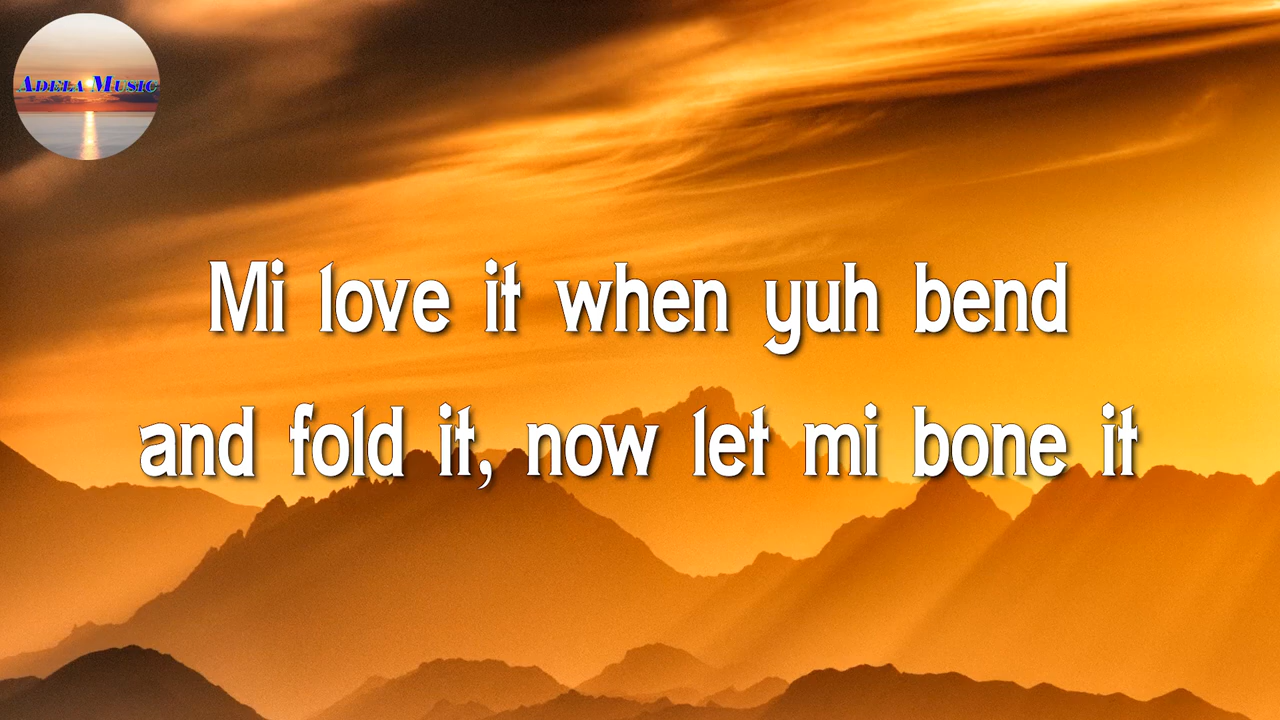 Adela Music
Mi love it when yuh bend
and fold it, now let mi bone it